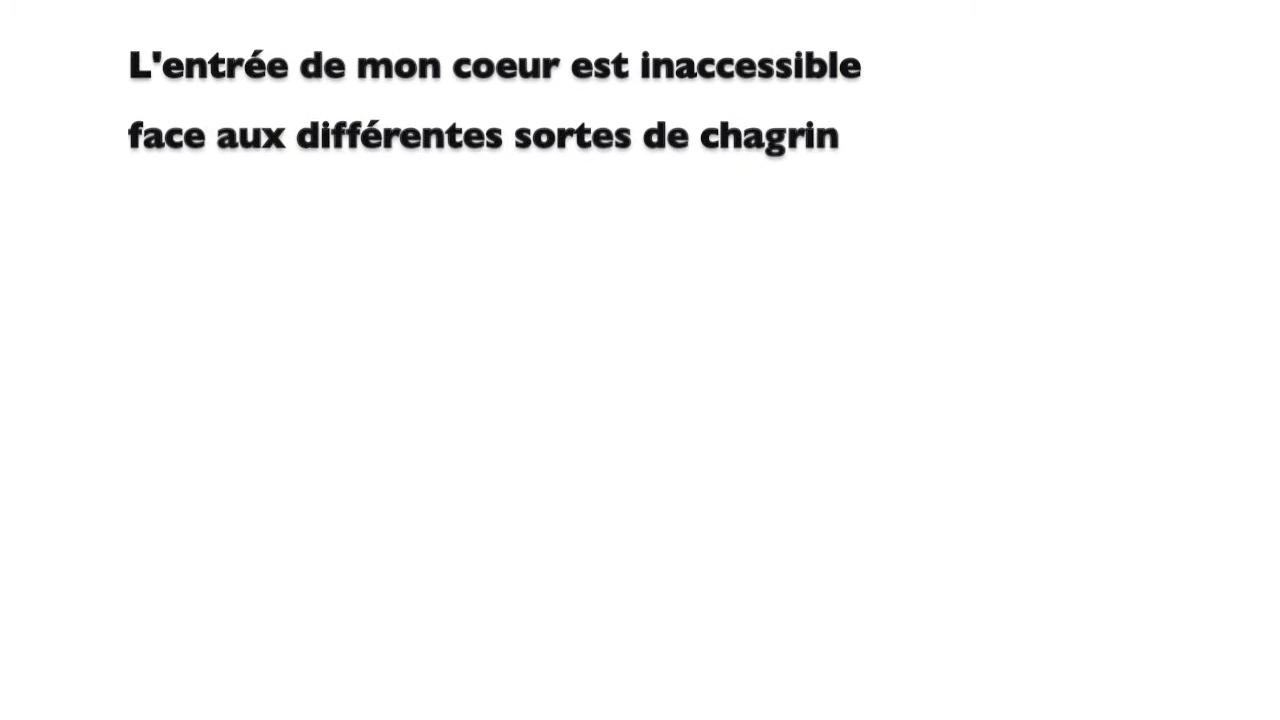 L'entrée de mon coeur est inaccessible
face aux différentes sortes de chagrin